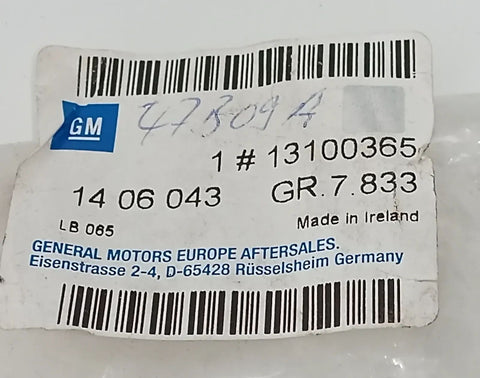 GM
47309A
1 # 13100365
14 06 043 GR.7.833
LB 065 Made in Ireland
GENERAL MOTORS EUROPE AFTERSALES.
Eisenstrasse 2-4, D-65428 Rüsselsheim Germany